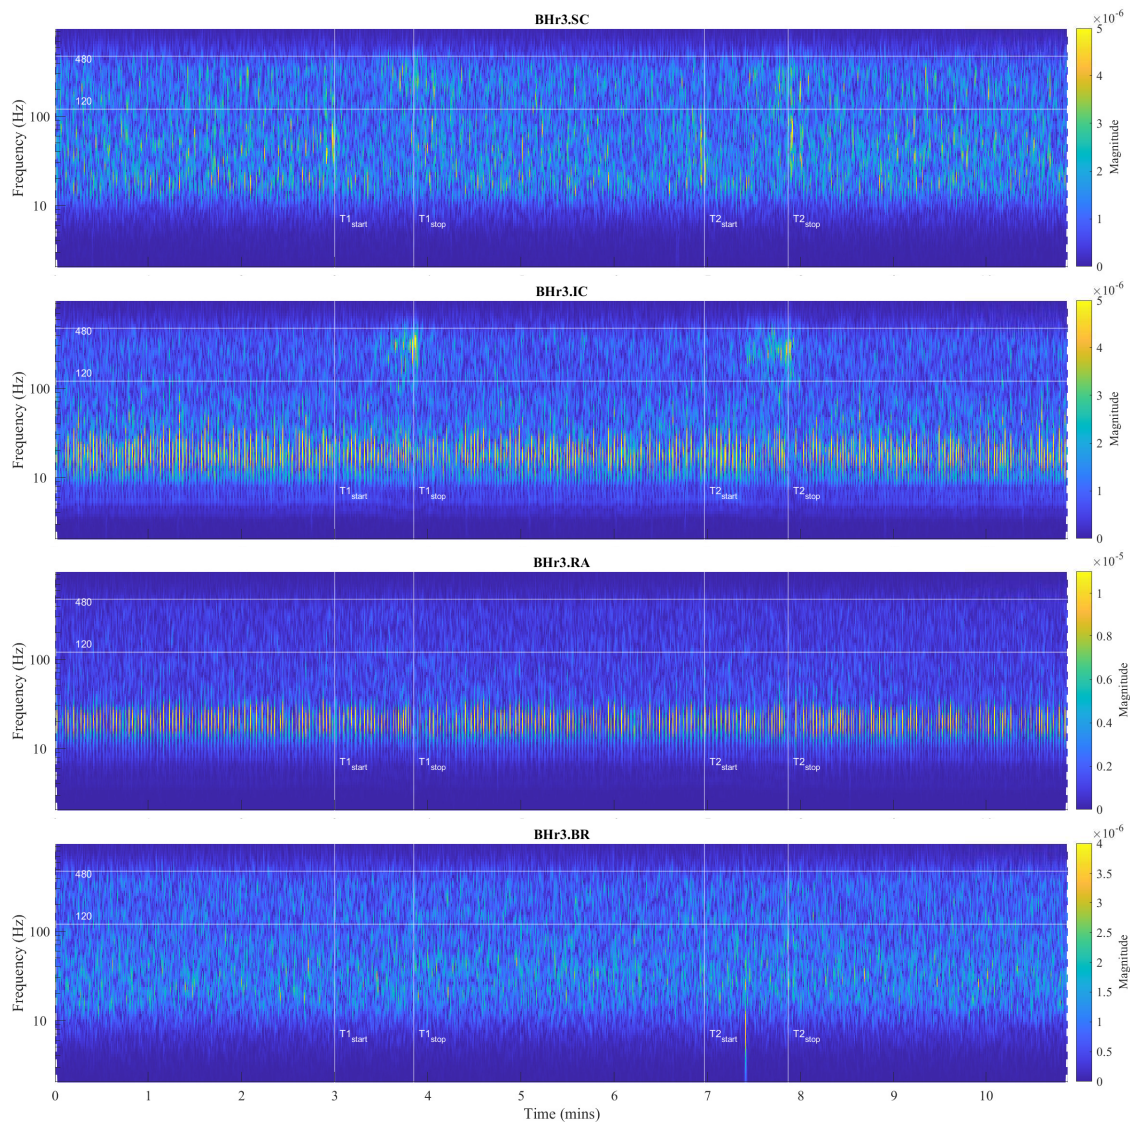 BHr3.SC
×10⁻⁶
Frequency (Hz)
100
10
480
120
T1start
T1stop
T2start
T2stop
5
4
3
2
1
0
Magnitude
BHr3.IC
×10⁻⁶
Frequency (Hz)
100
10
480
120
T1start
T1stop
T2start
T2stop
5
4
3
2
1
0
Magnitude
BHr3.RA
×10⁻⁵
Frequency (Hz)
100
10
480
120
T1start
T1stop
T2start
T2stop
1
0.8
0.6
0.4
0.2
0
Magnitude
BHr3.BR
×10⁻⁶
Frequency (Hz)
100
10
480
120
T1start
T1stop
T2start
T2stop
4
3.5
3
2.5
2
1.5
1
0.5
0
Magnitude
0 1 2 3 4 5 6 7 8 9 10
Time (mins)